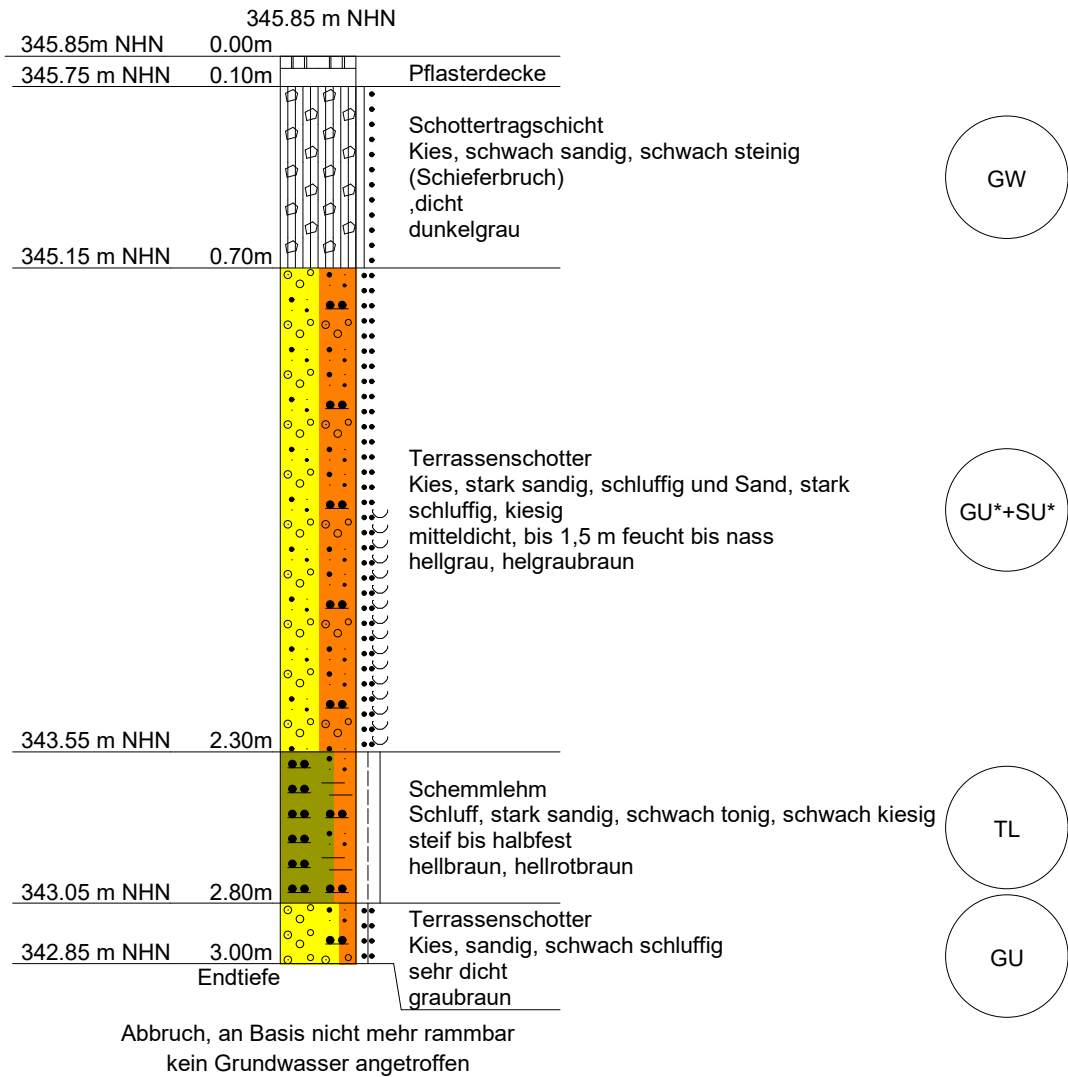 345.85 m NHN
345.85m NHN 0.00m
345.75 m NHN 0.10m
Pflasterdecke
Schottertragschicht
Kies, schwach sandig, schwach steinig
(Schieferbruch)
,dicht
dunkelgrau
GW
345.15 m NHN 0.70m
Terrassenschotter
Kies, stark sandig, schluffig und Sand, stark
schluffig, kiesig
mitteldicht, bis 1,5 m feucht bis nass
hellgrau, helgraubraun
GU*+SU*
343.55 m NHN 2.30m
Schemmlehm
Schluff, stark sandig, schwach tonig, schwach kiesig
steif bis halbfest
hellbraun, hellrotbraun
TL
343.05 m NHN 2.80m
Terrassenschotter
Kies, sandig, schwach schluffig
sehr dicht
graubraun
GU
342.85 m NHN 3.00m
Endtiefe
Abbruch, an Basis nicht mehr rammbar
kein Grundwasser angetroffen